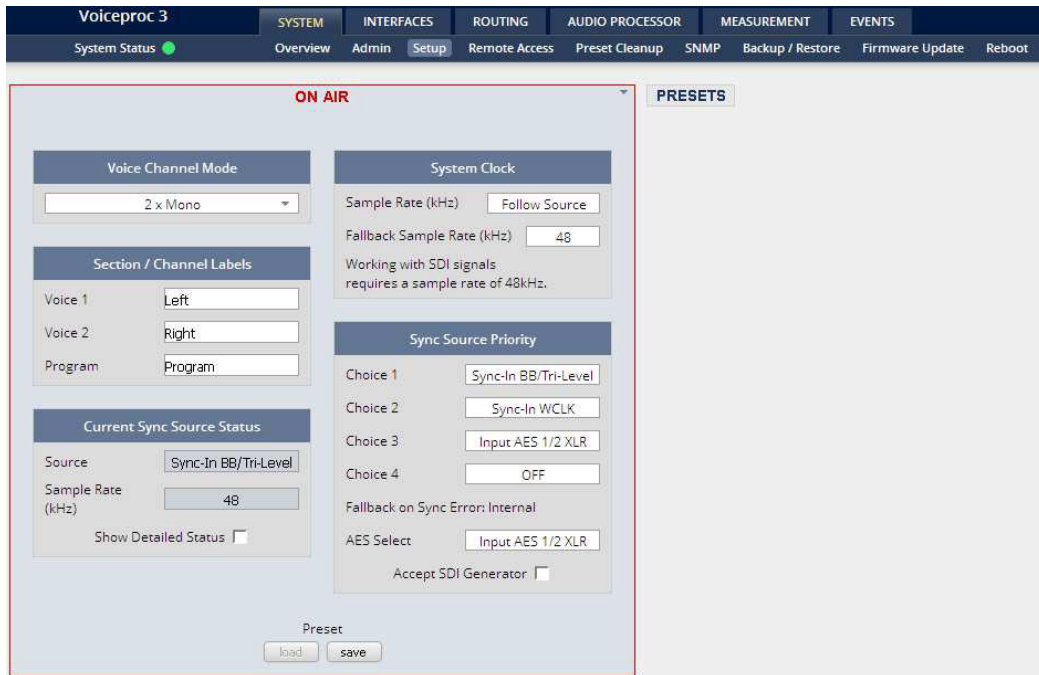 Voiceproc 3
SYSTEM INTERFACES ROUTING AUDIO PROCESSOR MEASUREMENT EVENTS
System Status Overview Admin Setup Remote Access Preset Cleanup SNMP Backup / Restore Firmware Update Reboot
ON AIR
PRESETS
Voice Channel Mode
2 x Mono
Section / Channel Labels
Voice 1 Left
Voice 2 Right
Program Program
Current Sync Source Status
Source Sync-In BB/Tri-Level
Sample Rate
(kHz) 48
Show Detailed Status
System Clock
Sample Rate (kHz) Follow Source
Fallback Sample Rate (kHz) 48
Working with SDI signals
requires a sample rate of 48kHz.
Sync Source Priority
Choice 1 Sync-In BB/Tri-Level
Choice 2 Sync-In WCLK
Choice 3 Input AES 1/2 XLR
Choice 4 OFF
Fallback on Sync Error: Internal
AES Select Input AES 1/2 XLR
Accept SDI Generator
Preset
load save